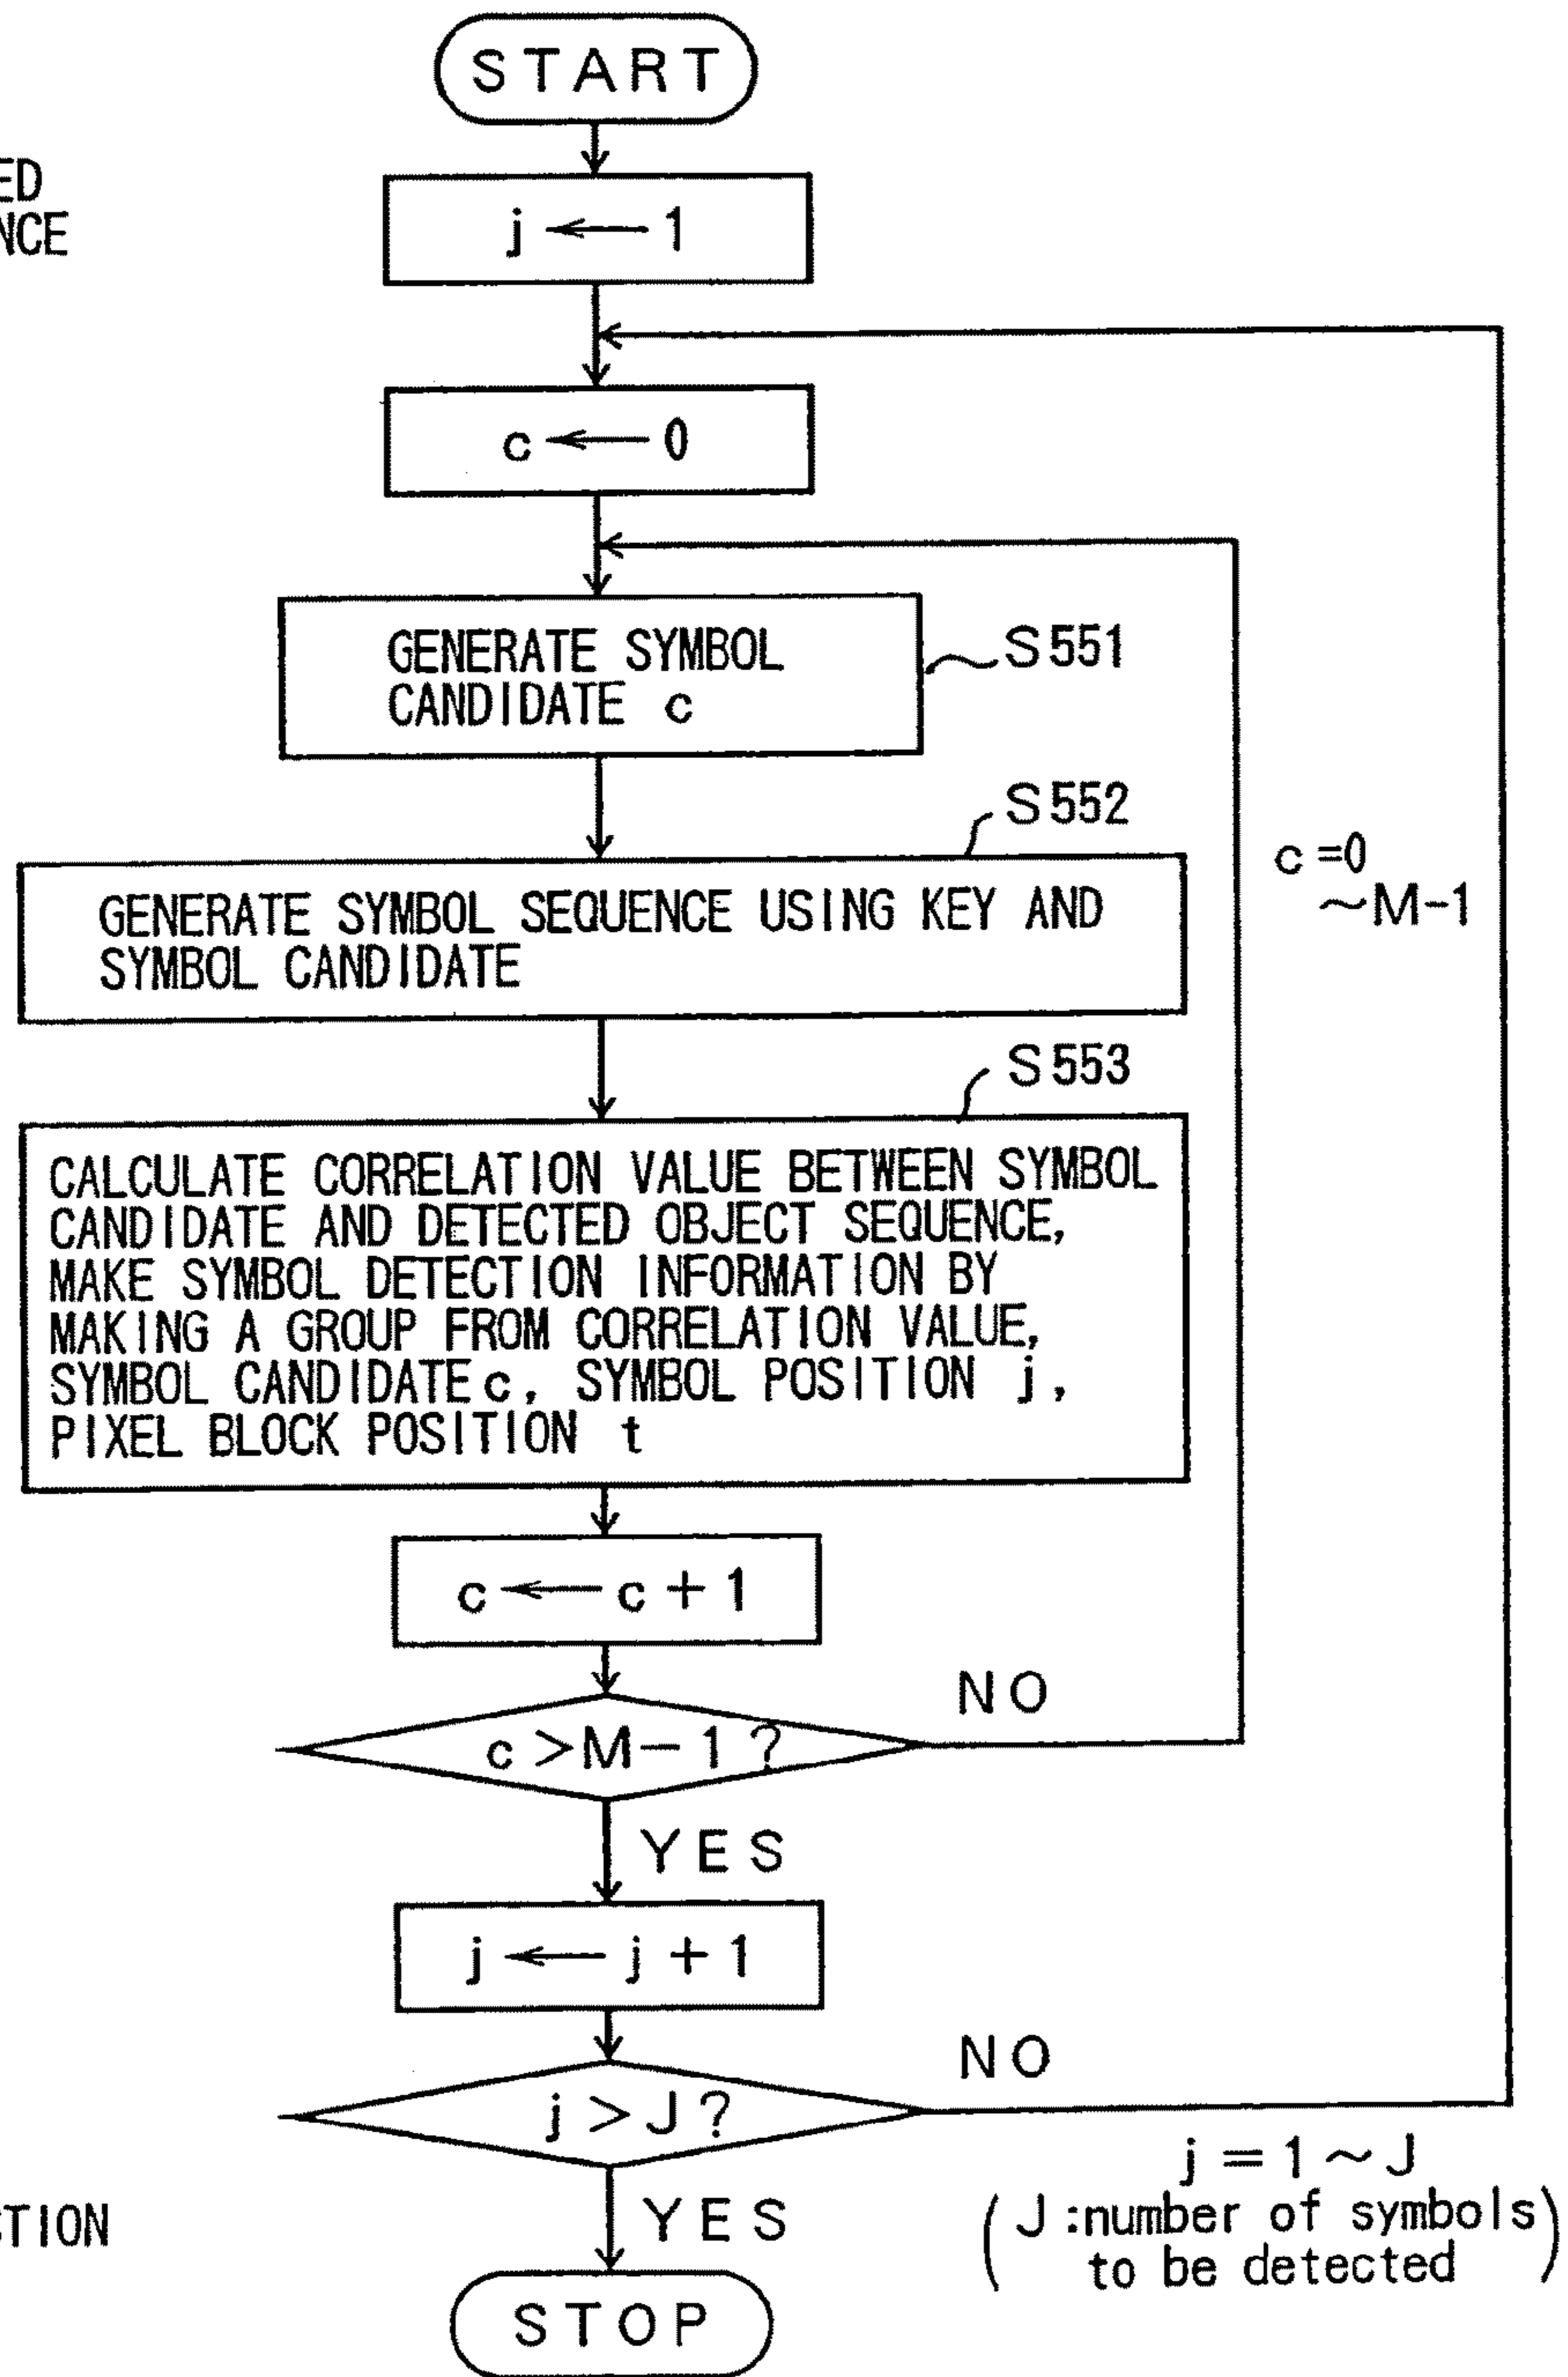 START
ED
NCE
j ← 1
c ← 0
GENERATE SYMBOL
CANDIDATE c
S551
S552
c=0
~M-1
GENERATE SYMBOL SEQUENCE USING KEY AND
SYMBOL CANDIDATE
S553
CALCULATE CORRELATION VALUE BETWEEN SYMBOL
CANDIDATE AND DETECTED OBJECT SEQUENCE,
MAKE SYMBOL DETECTION INFORMATION BY
MAKING A GROUP FROM CORRELATION VALUE,
SYMBOL CANDIDATE c, SYMBOL POSITION j,
PIXEL BLOCK POSITION t
c ← c + 1
NO
c > M - 1 ?
YES
j ← j + 1
NO
j > J ?
YES
j = 1 ~ J
(J:number of symbols
to be detected)
CTION
STOP